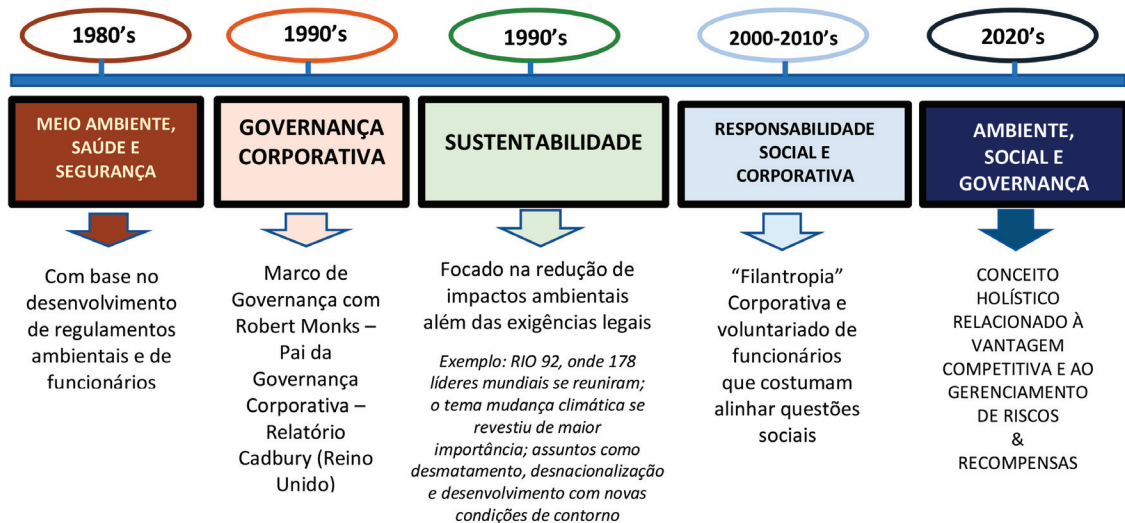 1980’s
1990’s
1990’s
2000-2010’s
2020’s
MEIO AMBIENTE,
SAÚDE E
SEGURANÇA
GOVERNANÇA
CORPORATIVA
SUSTENTABILIDADE
RESPONSABILIDADE
SOCIAL E
CORPORATIVA
AMBIENTE,
SOCIAL E
GOVERNANÇA
Com base no
desenvolvimento
de regulamentos
ambientais e de
funcionários
Marco de
Governança com
Robert Monks –
Pai da
Governança
Corporativa –
Relatório
Cadbury (Reino
Unido)
Focado na redução de
impactos ambientais
além das exigências legais
Exemplo: RIO 92, onde 178
líderes mundiais se reuniram;
o tema mudança climática se
revestiu de maior
importância; assuntos como
desmatamento, desnacionalização
e desenvolvimento com novas
condições de contorno
“Filantropia”
Corporativa e
voluntariado de
funcionários
que costumam
alinhar questões
sociais
CONCEITO
HOLÍSTICO
RELACIONADO À
VANTAGEM
COMPETITIVA E AO
GERENCIAMENTO
DE RISCOS
&
RECOMPENSAS